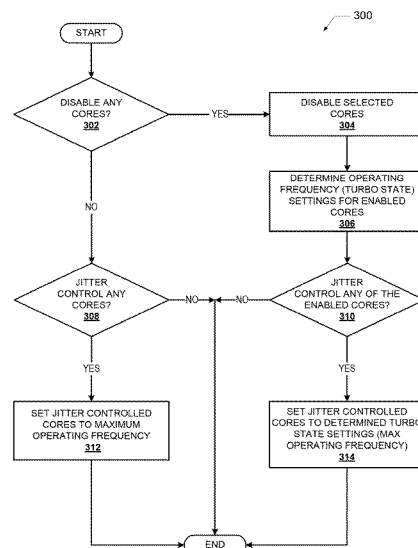 300
START
DISABLE ANY
CORES?
302
YES
DISABLE SELECTED
CORES
304
DETERMINE OPERATING
FREQUENCY (TURBO STATE)
SETTINGS FOR ENABLED
CORES
306
NO
JITTER
CONTROL ANY
CORES?
308
NO
NO
JITTER
CONTROL ANY OF THE
ENABLED CORES?
310
YES
YES
SET JITTER CONTROLLED
CORES TO MAXIMUM
OPERATING FREQUENCY
312
SET JITTER CONTROLLED
CORES TO DETERMINED TURBO
STATE SETTINGS (MAX
OPERATING FREQUENCY)
314
END